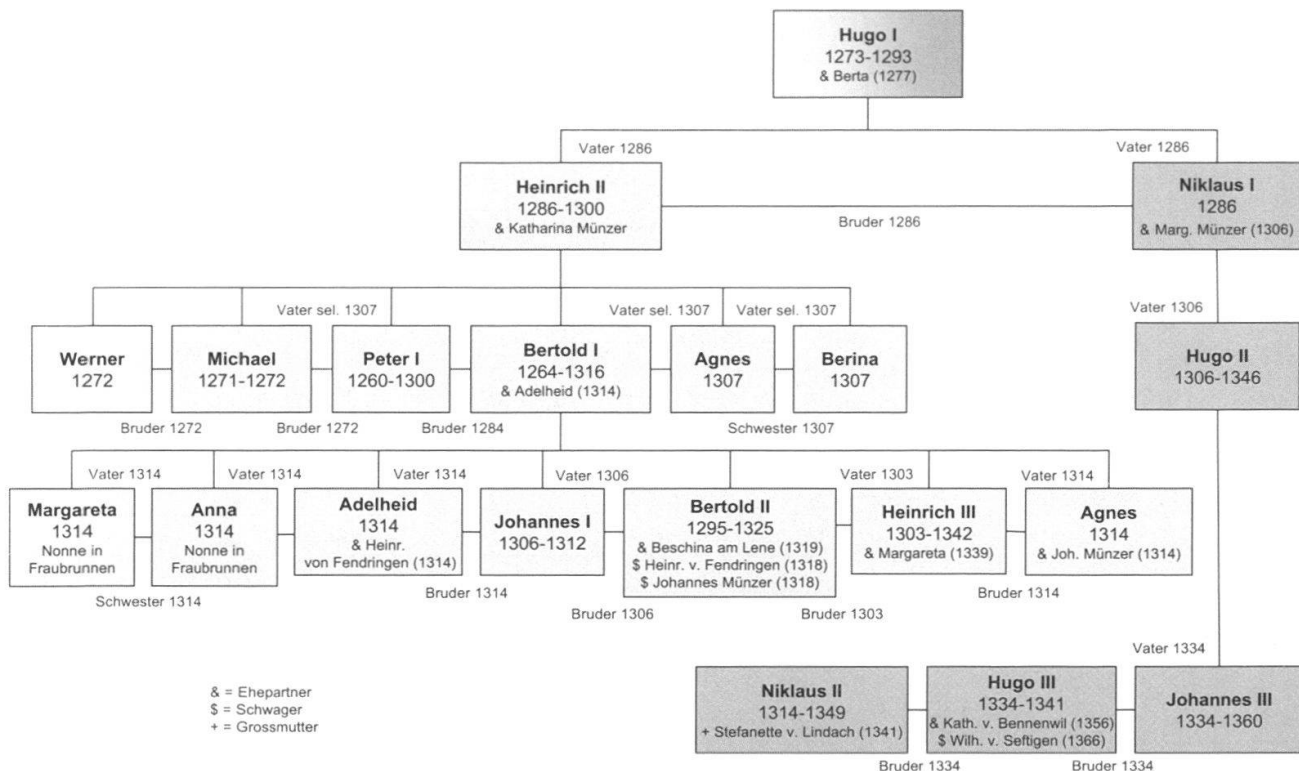 Hugo I
1273-1293
& Berta (1277)
Vater 1286
Vater 1286
Heinrich II
1286-1300
& Katharina Münzer
Bruder 1286
Niklaus I
1286
& Marg. Münzer (1306)
Vater sel. 1307
Vater sel. 1307
Vater sel. 1307
Vater 1306
Werner
1272
Michael
1271-1272
Peter I
1260-1300
Bertold I
1264-1316
& Adelheid (1314)
Agnes
1307
Berina
1307
Hugo II
1306-1346
Bruder 1272
Bruder 1272
Bruder 1284
Schwester 1307
Vater 1314
Vater 1314
Vater 1314
Vater 1306
Vater 1303
Vater 1314
Margareta
1314
Nonne in
Fraubrunnen
Anna
1314
Nonne in
Fraubrunnen
Adelheid
1314
& Heinr.
von Fendringen (1314)
Johannes I
1306-1312
Bertold II
1295-1325
& Beschina am Lene (1319)
$ Heinr. v. Fendringen (1318)
$ Johannes Münzer (1318)
Heinrich III
1303-1342
& Margareta (1339)
Agnes
1314
& Joh. Münzer (1314)
Schwester 1314
Bruder 1314
Bruder 1306
Bruder 1303
Bruder 1314
Vater 1334
& = Ehepartner
$ = Schwager
+ = Grossmutter
Niklaus II
1314-1349
+ Stefanette v. Lindach (1341)
Hugo III
1334-1341
& Kath. v. Bennenwil (1356)
$ Wilh. v. Seftigen (1366)
Johannes III
1334-1360
Bruder 1334
Bruder 1334